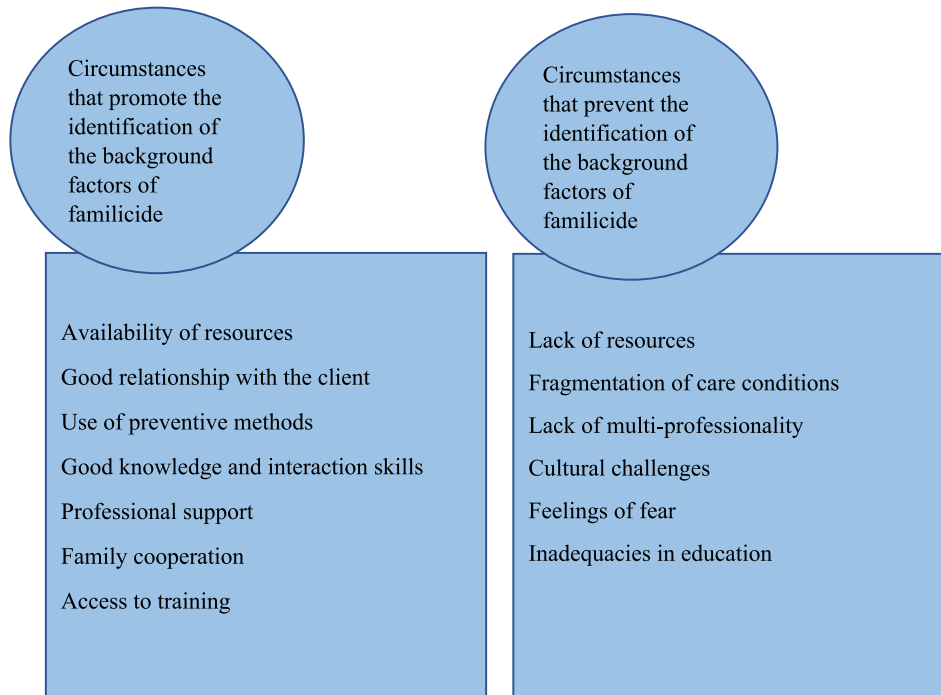 Circumstances
that promote the
identification of
the background
factors of
familicide
Availability of resources
Good relationship with the client
Use of preventive methods
Good knowledge and interaction skills
Professional support
Family cooperation
Access to training
Circumstances
that prevent the
identification of
the background
factors of
familicide
Lack of resources
Fragmentation of care conditions
Lack of multi-professionality
Cultural challenges
Feelings of fear
Inadequacies in education